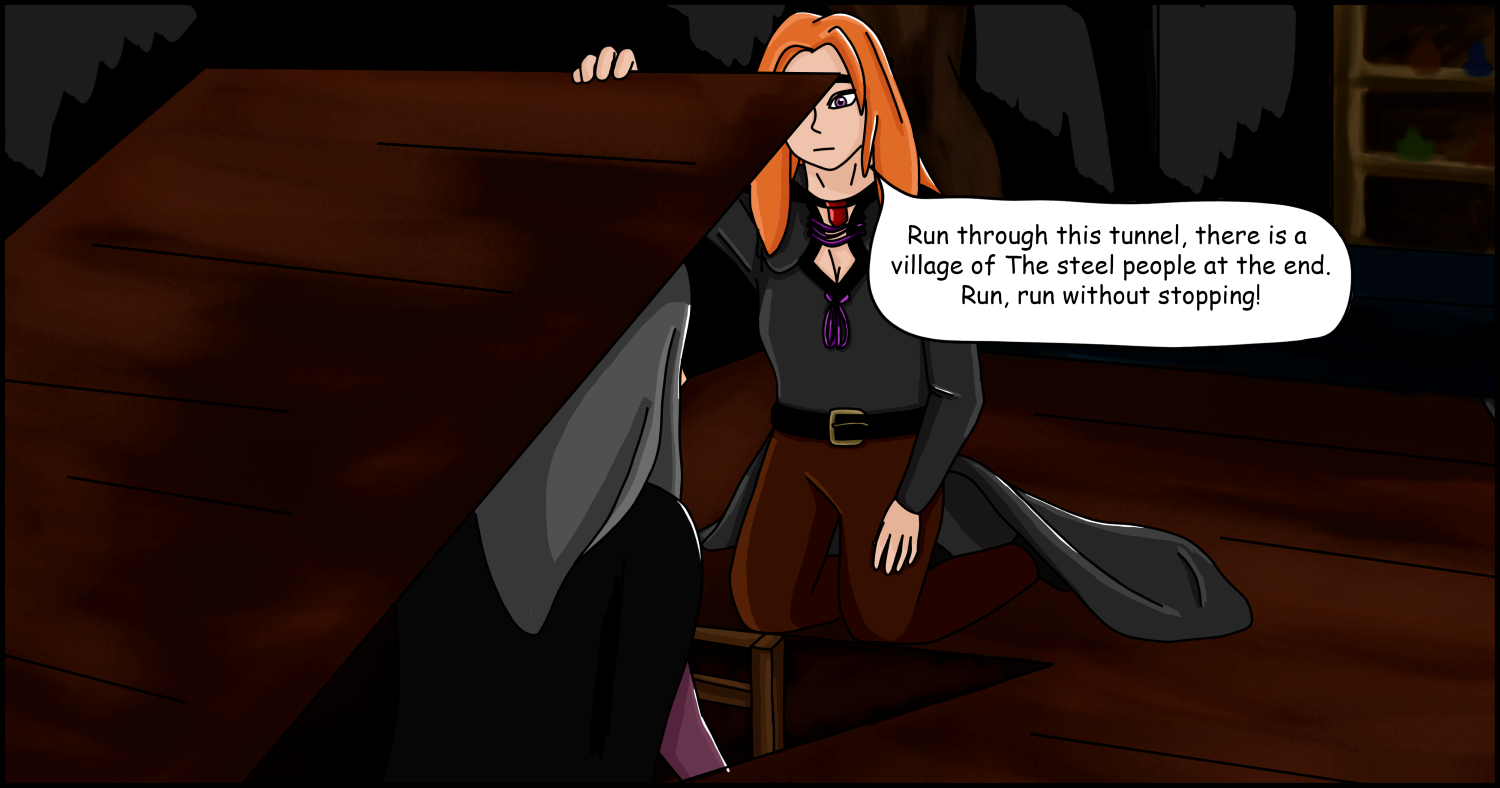 Run through this tunnel, there is a
village of The steel people at the end.
Run, run without stopping!